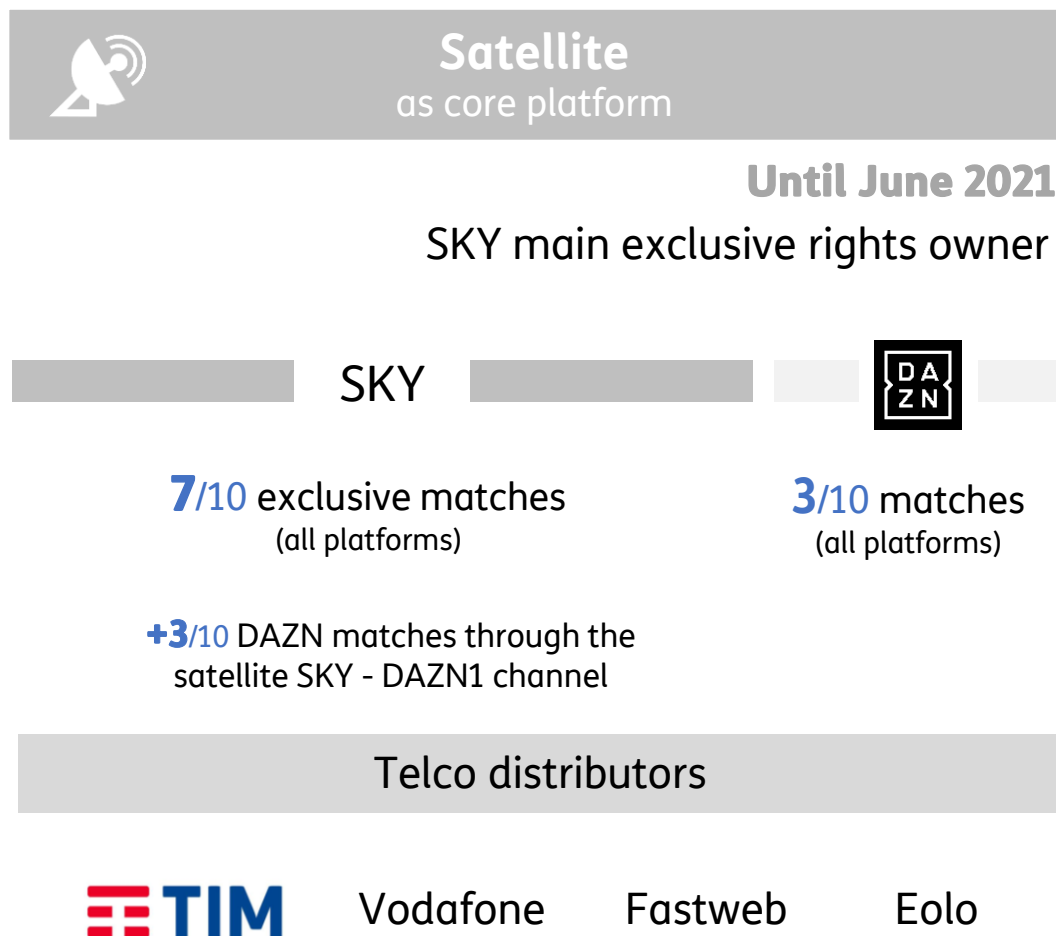 Satellite
as core platform
Until June 2021
SKY main exclusive rights owner
SKY
DA
ZN
7/10 exclusive matches
(all platforms)
3/10 matches
(all platforms)
+3/10 DAZN matches through the
satellite SKY - DAZN1 channel
Telco distributors
TIM Vodafone Fastweb Eolo